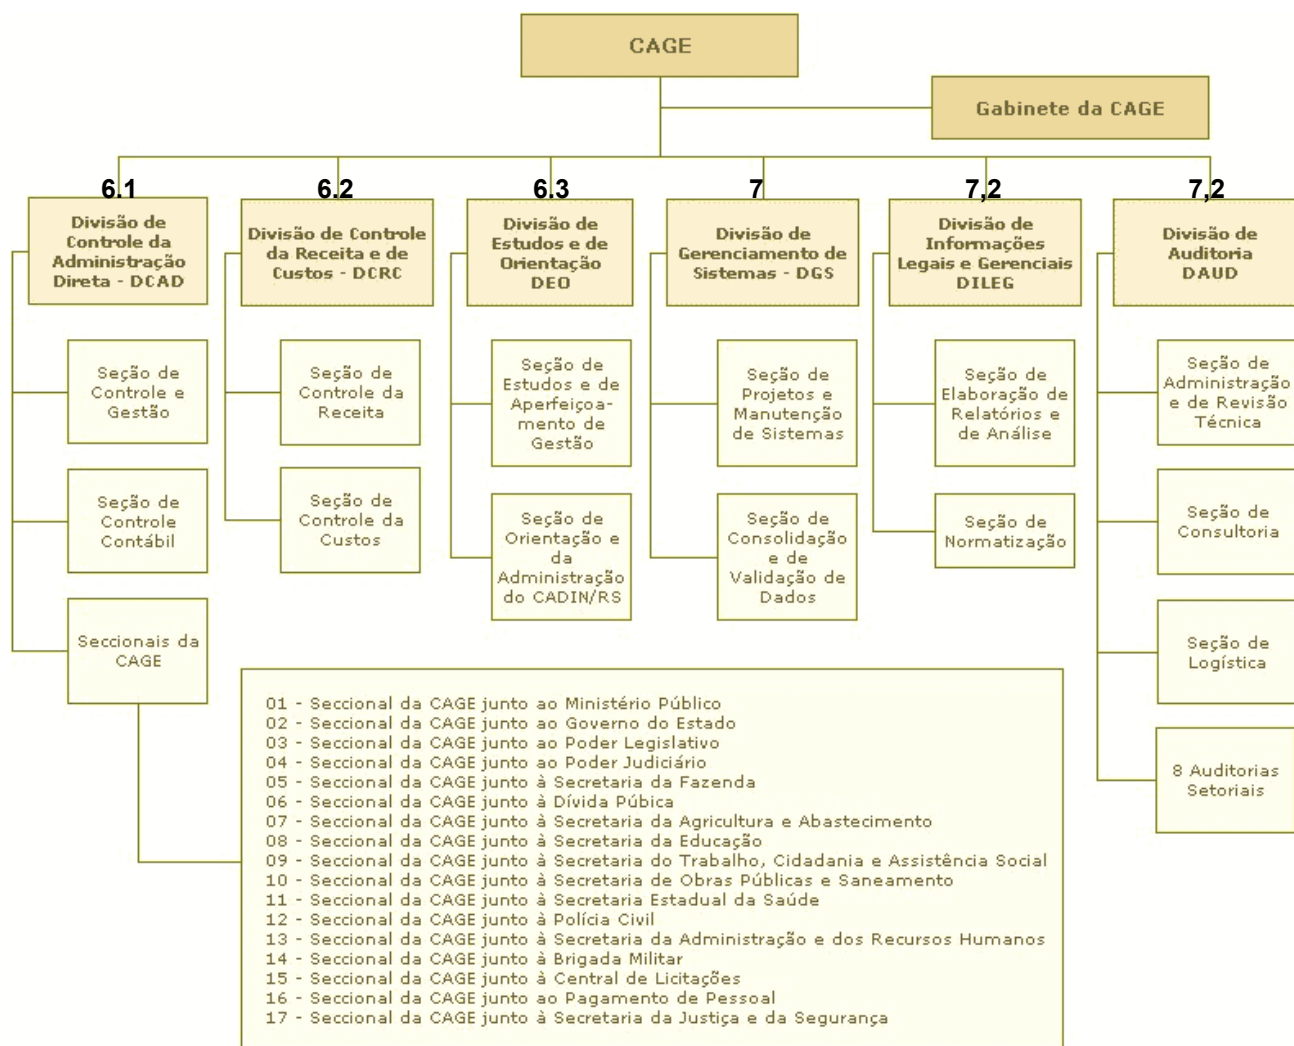 CAGE
Gabinete da CAGE
6.1
6.2
6.3
7
7,2
7,2
Divisão de
Controle da
Administração
Direta - DCAD
Divisão de Controle
da Receita e de
Custos - DCRC
Divisão de
Estudos e de
Orientação
DEO
Divisão de
Gerenciamento de
Sistemas - DGS
Divisão de
Informações
Legais e Gerenciais
DILEG
Divisão de
Auditoria
DAUD
Seção de
Controle e
Gestão
Seção de
Controle da
Receita
Seção de
Estudos e de
Aperfeiçoa-
mento de
Gestão
Seção de
Projetos e
Manutenção
de Sistemas
Seção de
Elaboração de
Relatórios e
de Análise
Seção de
Administração
e de Revisão
Técnica
Seção de
Controle
Contábil
Seção de
Controle da
Custos
Seção de
Orientação e
da
Administração
do CADIN/RS
Seção de
Consolidação
e de
Validação de
Dados
Seção de
Normatização
Seção de
Consultoria
Seccionais da
CAGE
Seção de
Logística
8 Auditorias
Setoriais
01 - Seccional da CAGE junto ao Ministério Público
02 - Seccional da CAGE junto ao Governo do Estado
03 - Seccional da CAGE junto ao Poder Legislativo
04 - Seccional da CAGE junto ao Poder Judiciário
05 - Seccional da CAGE junto à Secretaria da Fazenda
06 - Seccional da CAGE junto à Dívida Púbica
07 - Seccional da CAGE junto à Secretaria da Agricultura e Abastecimento
08 - Seccional da CAGE junto à Secretaria da Educação
09 - Seccional da CAGE junto à Secretaria do Trabalho, Cidadania e Assistência Social
10 - Seccional da CAGE junto à Secretaria de Obras Públicas e Saneamento
11 - Seccional da CAGE junto à Secretaria Estadual da Saúde
12 - Seccional da CAGE junto à Polícia Civil
13 - Seccional da CAGE junto à Secretaria da Administração e dos Recursos Humanos
14 - Seccional da CAGE junto à Brigada Militar
15 - Seccional da CAGE junto à Central de Licitações
16 - Seccional da CAGE junto ao Pagamento de Pessoal
17 - Seccional da CAGE junto à Secretaria da Justiça e da Segurança